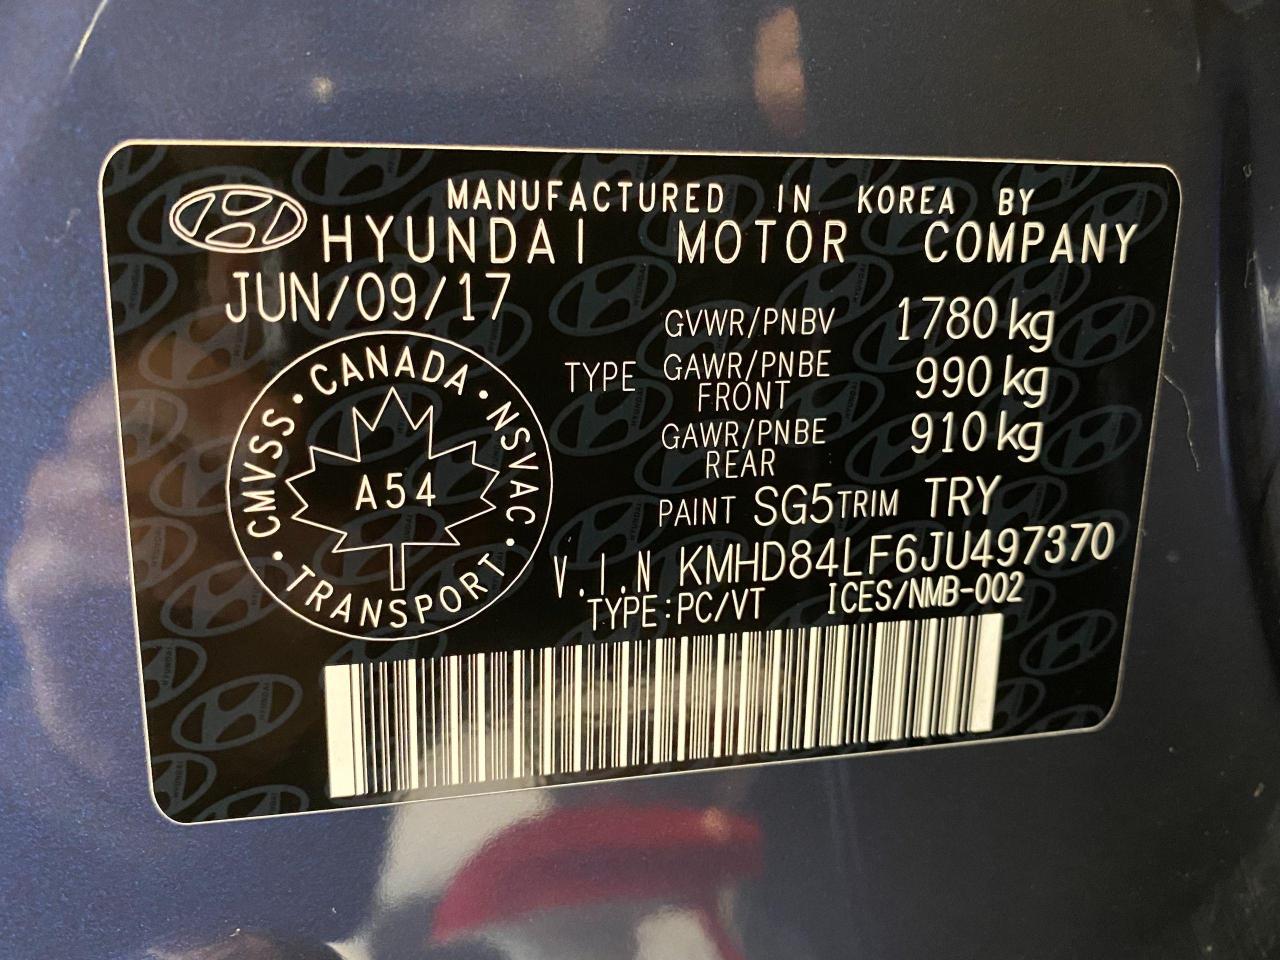 MANUFACTURED IN KOREA BY
HYUNDAI MOTOR COMPANY
JUN/09/17
GVWR/PNBV 1780 kg
TYPE GAWR/PNBE FRONT 990 kg
GAWR/PNBE REAR 910 kg
PAINT SG5 TRIM TRY
V.I.N KMHD84LF6JU497370
TYPE:PC/VT ICES/NMB-002
CMVSS · CANADA · NSVAC · TRANSPORT ·
A54